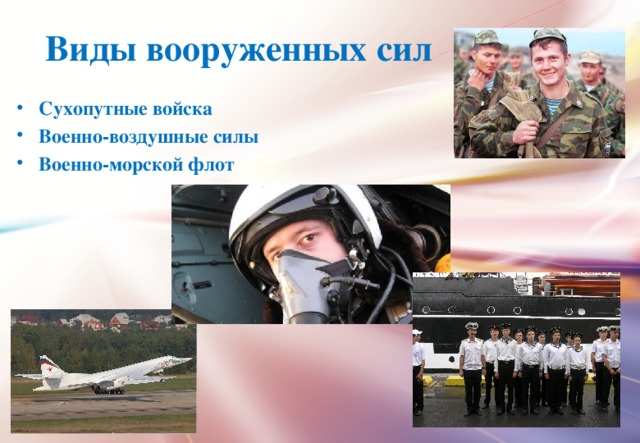 Виды вооруженных сил
• Сухопутные войска
• Военно-воздушные силы
• Военно-морской флот